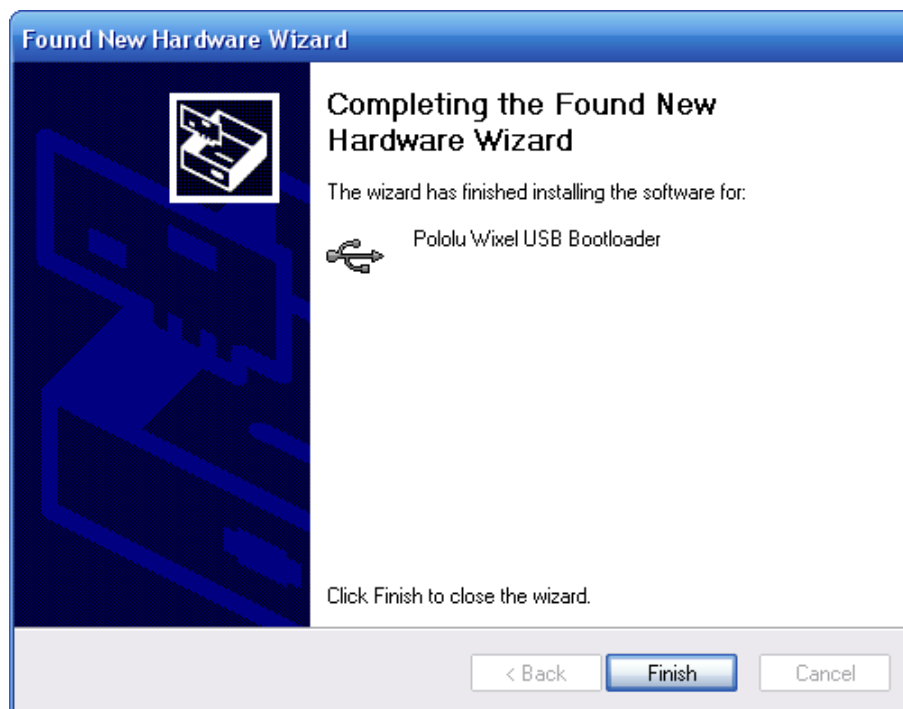 Found New Hardware Wizard
Completing the Found New
Hardware Wizard
The wizard has finished installing the software for:
Pololu Wixel USB Bootloader
Click Finish to close the wizard.
< Back
Finish
Cancel